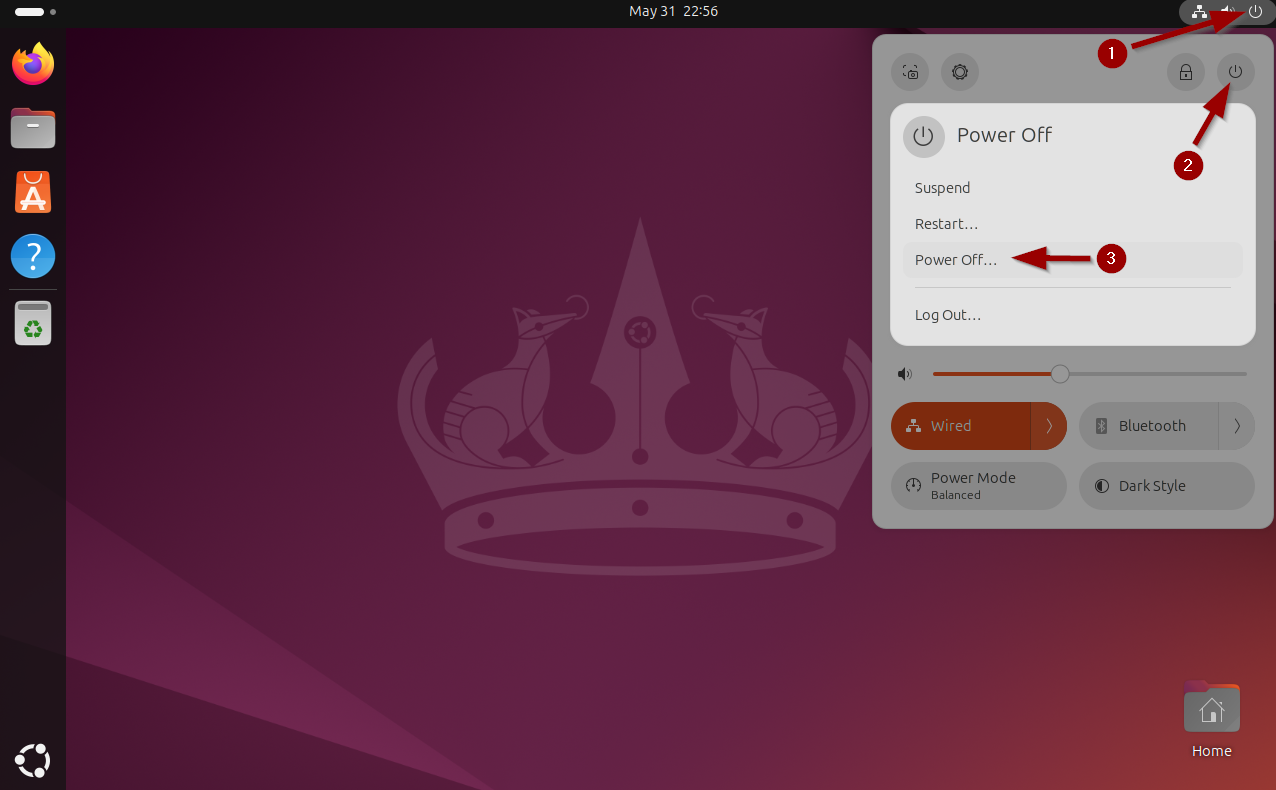 May 31 22:56
1
2
Power Off
Suspend
Restart...
Power Off...
3
Log Out...
Wired
Bluetooth
Power Mode
Balanced
Dark Style
Home